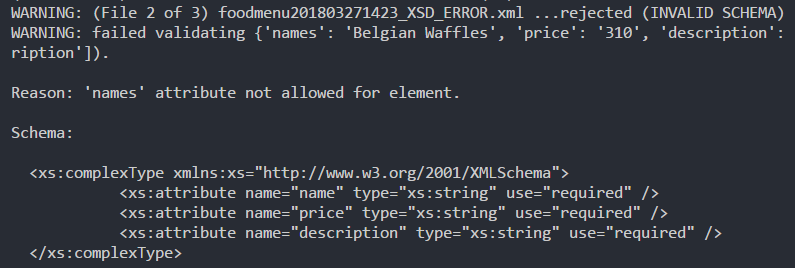 WARNING: (File 2 of 3) foodmenu201803271423_XSD_ERROR.xml ...rejected (INVALID SCHEMA)
WARNING: failed validating {'names': 'Belgian Waffles', 'price': '310', 'description':
ription']).
Reason: 'names' attribute not allowed for element.
Schema:
<xs:complexType xmlns:xs="http://www.w3.org/2001/XMLSchema">
<xs:attribute name="name" type="xs:string" use="required" />
<xs:attribute name="price" type="xs:string" use="required" />
<xs:attribute name="description" type="xs:string" use="required" />
</xs:complexType>